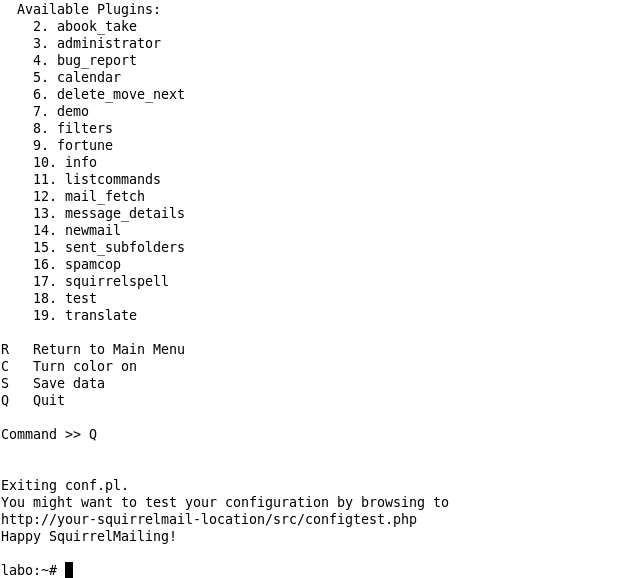 Available Plugins:
2. abook_take
3. administrator
4. bug_report
5. calendar
6. delete_move_next
7. demo
8. filters
9. fortune
10. info
11. listcommands
12. mail_fetch
13. message_details
14. newmail
15. sent_subfolders
16. spamcop
17. squirrelspell
18. test
19. translate
R   Return to Main Menu
C   Turn color on
S   Save data
Q   Quit
Command >> Q
Exiting conf.pl.
You might want to test your configuration by browsing to
http://your-squirrelmail-location/src/configtest.php
Happy SquirrelMailing!
labo:~#